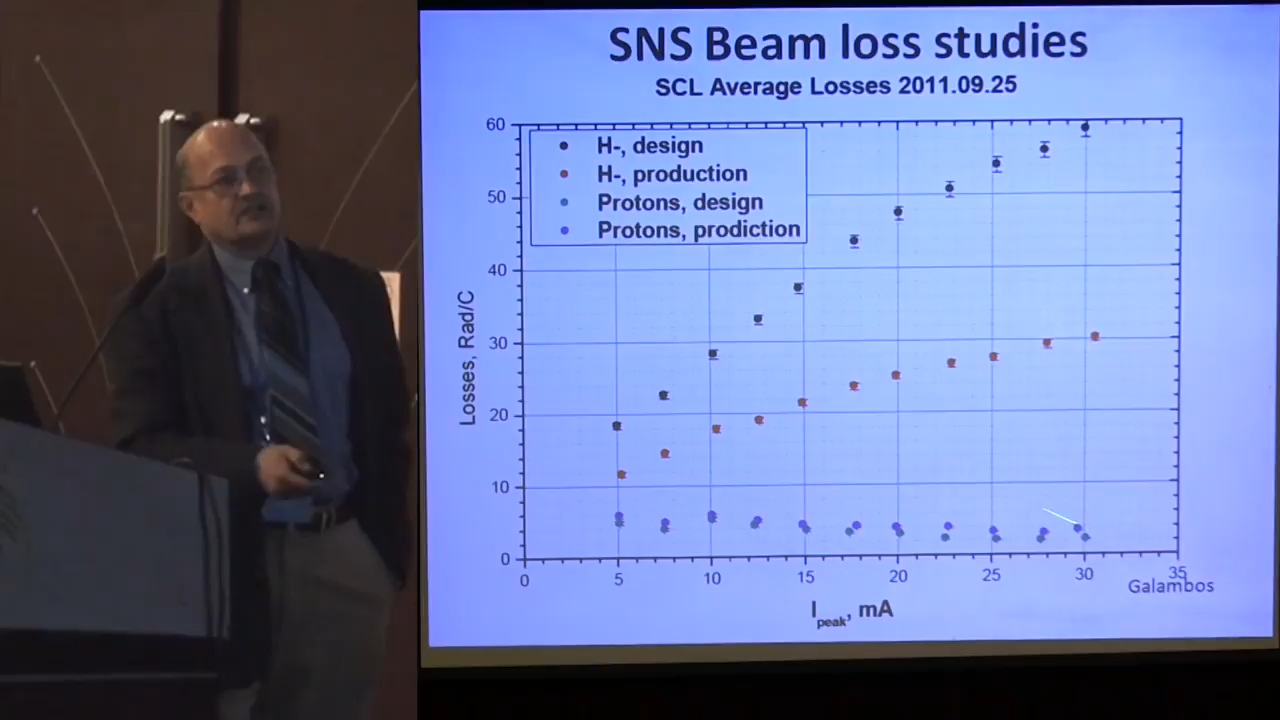 SNS Beam loss studies
SCL Average Losses 2011.09.25
60
50
40
30
20
10
0
Losses, Rad/C
H-, design
H-, production
Protons, design
Protons, prodiction
0 5 10 15 20 25 30 35
I peak, mA
Galambos